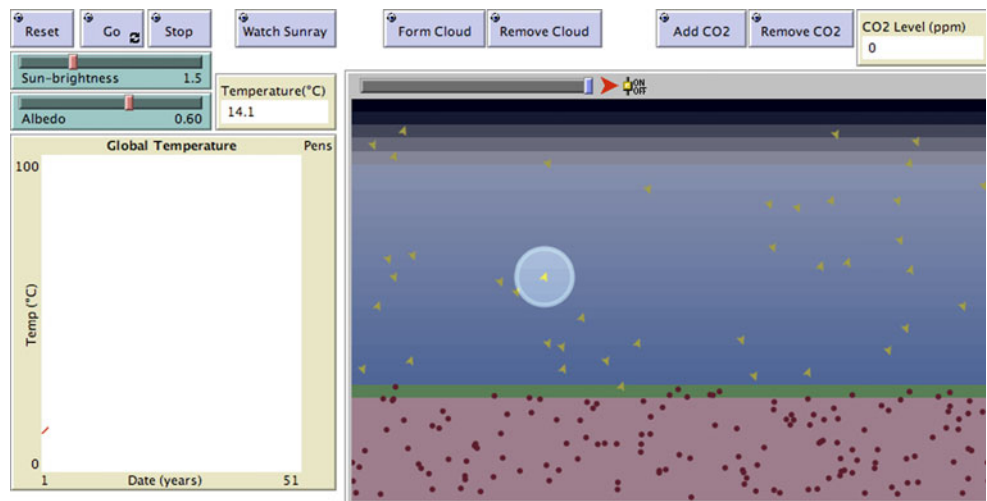 Reset
Go
Stop
Watch Sunray
Form Cloud
Remove Cloud
Add CO2
Remove CO2
CO2 Level (ppm)
0
Sun-brightness 1.5
Albedo 0.60
Temperature(°C)
14.1
ON
OFF
Global Temperature
Pens
100
Temp (°C)
0
1
Date (years)
51